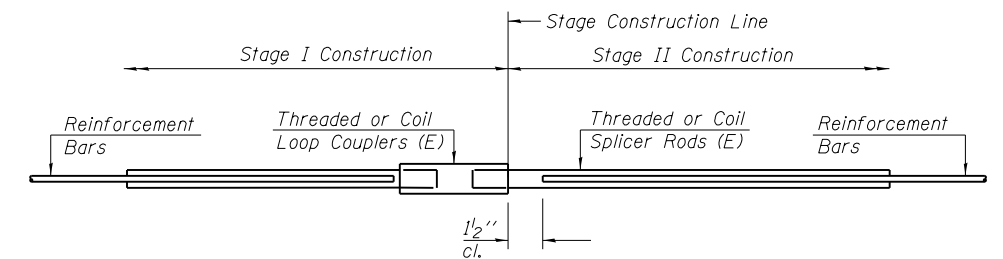 Stage Construction Line
Stage I Construction
Stage II Construction
Reinforcement
Bars
Threaded or Coil
Loop Couplers (E)
Threaded or Coil
Splicer Rods (E)
Reinforcement
Bars
1½''
cl.